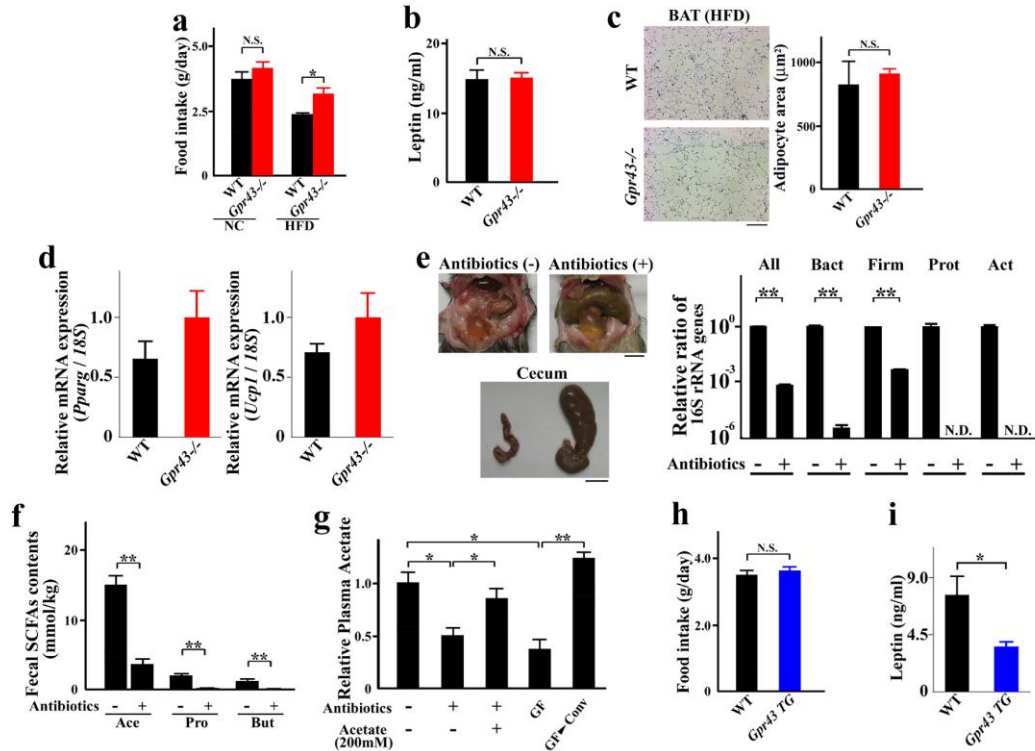 a
Food intake (g/day)
5.0
2.5
0
N.S.
*
WT
Gpr43-/-
WT
Gpr43-/-
NC
HFD
b
Leptin (ng/ml)
20
15
10
5
0
N.S.
WT
Gpr43-/-
c
BAT (HFD)
WT
Gpr43-/-
Adipocyte area (μm²)
1000
500
0
N.S.
WT
Gpr43-/-
d
Relative mRNA expression
(Pparg / 18S)
1.0
0.5
0
WT
Gpr43-/-
Relative mRNA expression
(Ucp1 / 18S)
1.0
0.5
0
WT
Gpr43-/-
e
Antibiotics (-)
Antibiotics (+)
Cecum
All
Bact
Firm
Prot
Act
** ** **
Relative ratio of
16S rRNA genes
10⁰
10⁻³
10⁻⁶
N.D.
N.D.
Antibiotics - + - + - + - + - +
f
Fecal SCFAs contents
(mmol/kg)
20
10
0
** ** **
Antibiotics - + - + - +
Ace
Pro
But
g
Relative Plasma Acetate
1.0
0.5
0
*
**
* *
Antibiotics - + + GF GF►Conv
Acetate - - +
(200mM)
h
Food intake (g/day)
4.0
2.0
0
N.S.
WT
Gpr43 TG
i
Leptin (ng/ml)
9.0
4.5
0
*
WT
Gpr43 TG